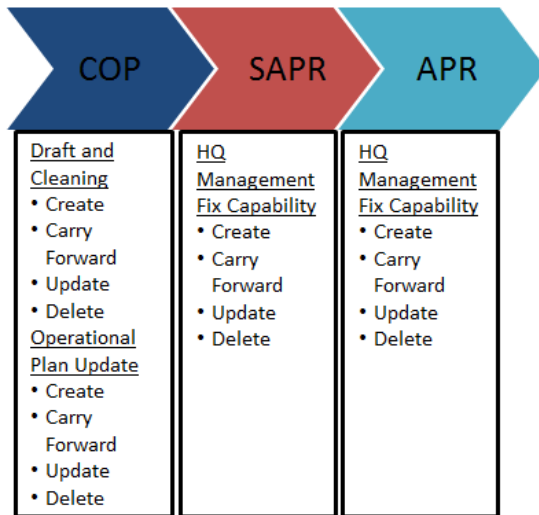 COP
SAPR
APR
Draft and
Cleaning
• Create
• Carry
Forward
• Update
• Delete
Operational
Plan Update
• Create
• Carry
Forward
• Update
• Delete
HQ
Management
Fix Capability
• Create
• Carry
Forward
• Update
• Delete
HQ
Management
Fix Capability
• Create
• Carry
Forward
• Update
• Delete